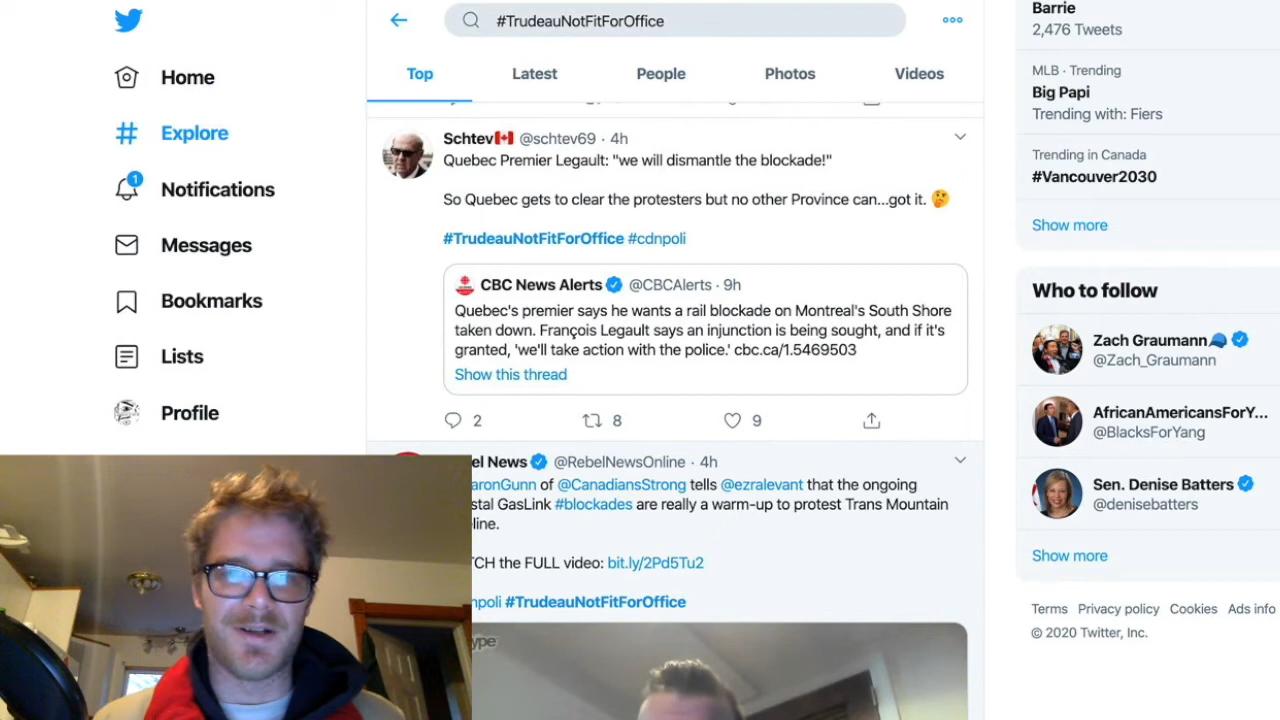 #TrudeauNotFitForOffice
Home
Explore
1
Notifications
Messages
Bookmarks
Lists
Profile
Top
Latest
People
Photos
Videos
Schtev🇨🇦 @schtev69 · 4h
Quebec Premier Legault: "we will dismantle the blockade!"
So Quebec gets to clear the protesters but no other Province can...got it. 🤔
#TrudeauNotFitForOffice #cdnpoli
CBC News Alerts @CBCAlerts · 9h
Quebec's premier says he wants a rail blockade on Montreal's South Shore
taken down. François Legault says an injunction is being sought, and if it's
granted, 'we'll take action with the police.' cbc.ca/1.5469503
Show this thread
2
8
9
el News @RebelNewsOnline · 4h
aronGunn of @CanadiansStrong tells @ezralevant that the ongoing
stal GasLink #blockades are really a warm-up to protest Trans Mountain
line.
TCH the FULL video: bit.ly/2Pd5Tu2
npoli #TrudeauNotFitForOffice
ype
Barrie
2,476 Tweets
MLB · Trending
Big Papi
Trending with: Fiers
Trending in Canada
#Vancouver2030
Show more
Who to follow
Zach Graumann🧢
@Zach_Graumann
AfricanAmericansForY...
@BlacksForYang
Sen. Denise Batters
@denisebatters
Show more
Terms Privacy policy Cookies Ads info
© 2020 Twitter, Inc.